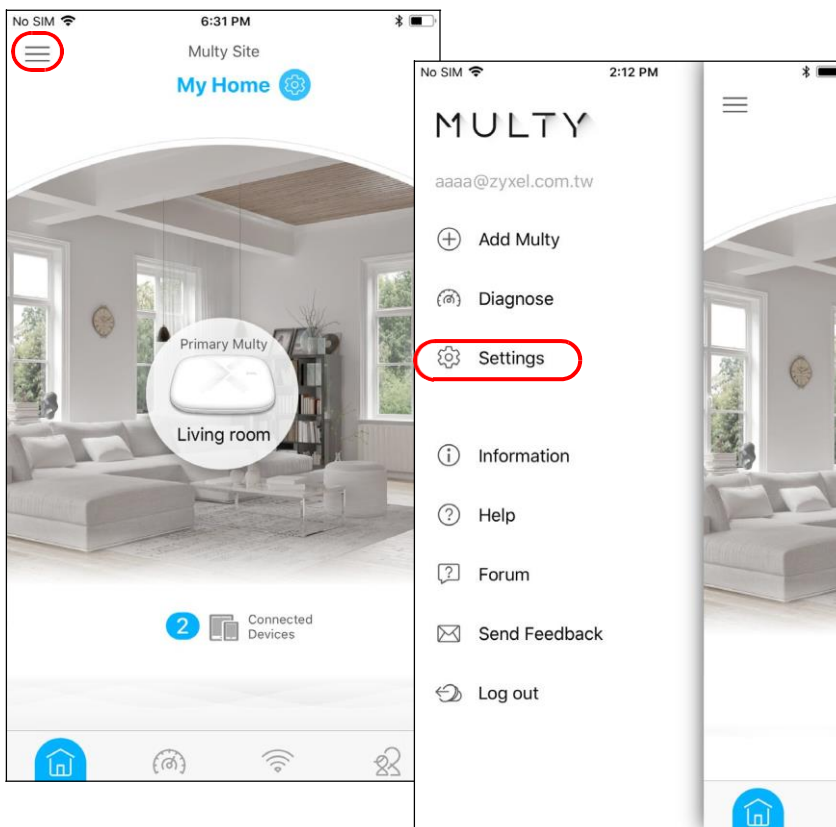 No SIM
6:31 PM
Multy Site
My Home
Primary Multy
Living room
2
Connected
Devices
No SIM
2:12 PM
MULTY
aaaa@zyxel.com.tw
Add Multy
Diagnose
Settings
Information
Help
Forum
Send Feedback
Log out